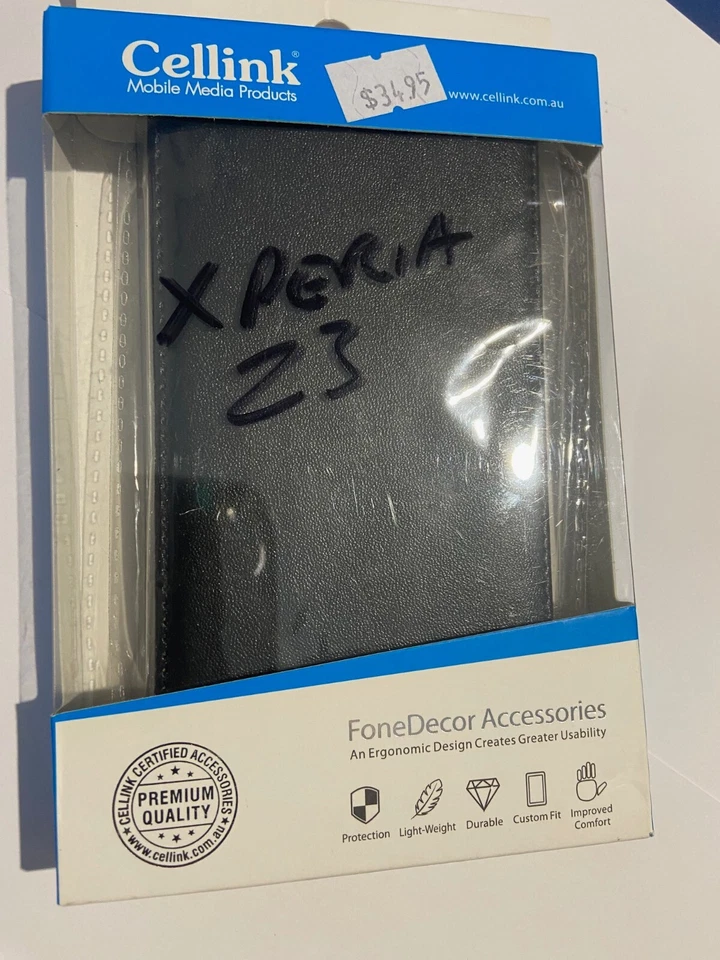 Cellink®
Mobile Media Products
$34.95
www.cellink.com.au
XPERIA
Z3
FoneDecor Accessories
An Ergonomic Design Creates Greater Usability
CELLINK CERTIFIED ACCESSORIES
PREMIUM
QUALITY
www.cellink.com.au
Protection
Light-Weight
Durable
Custom Fit
Improved
Comfort